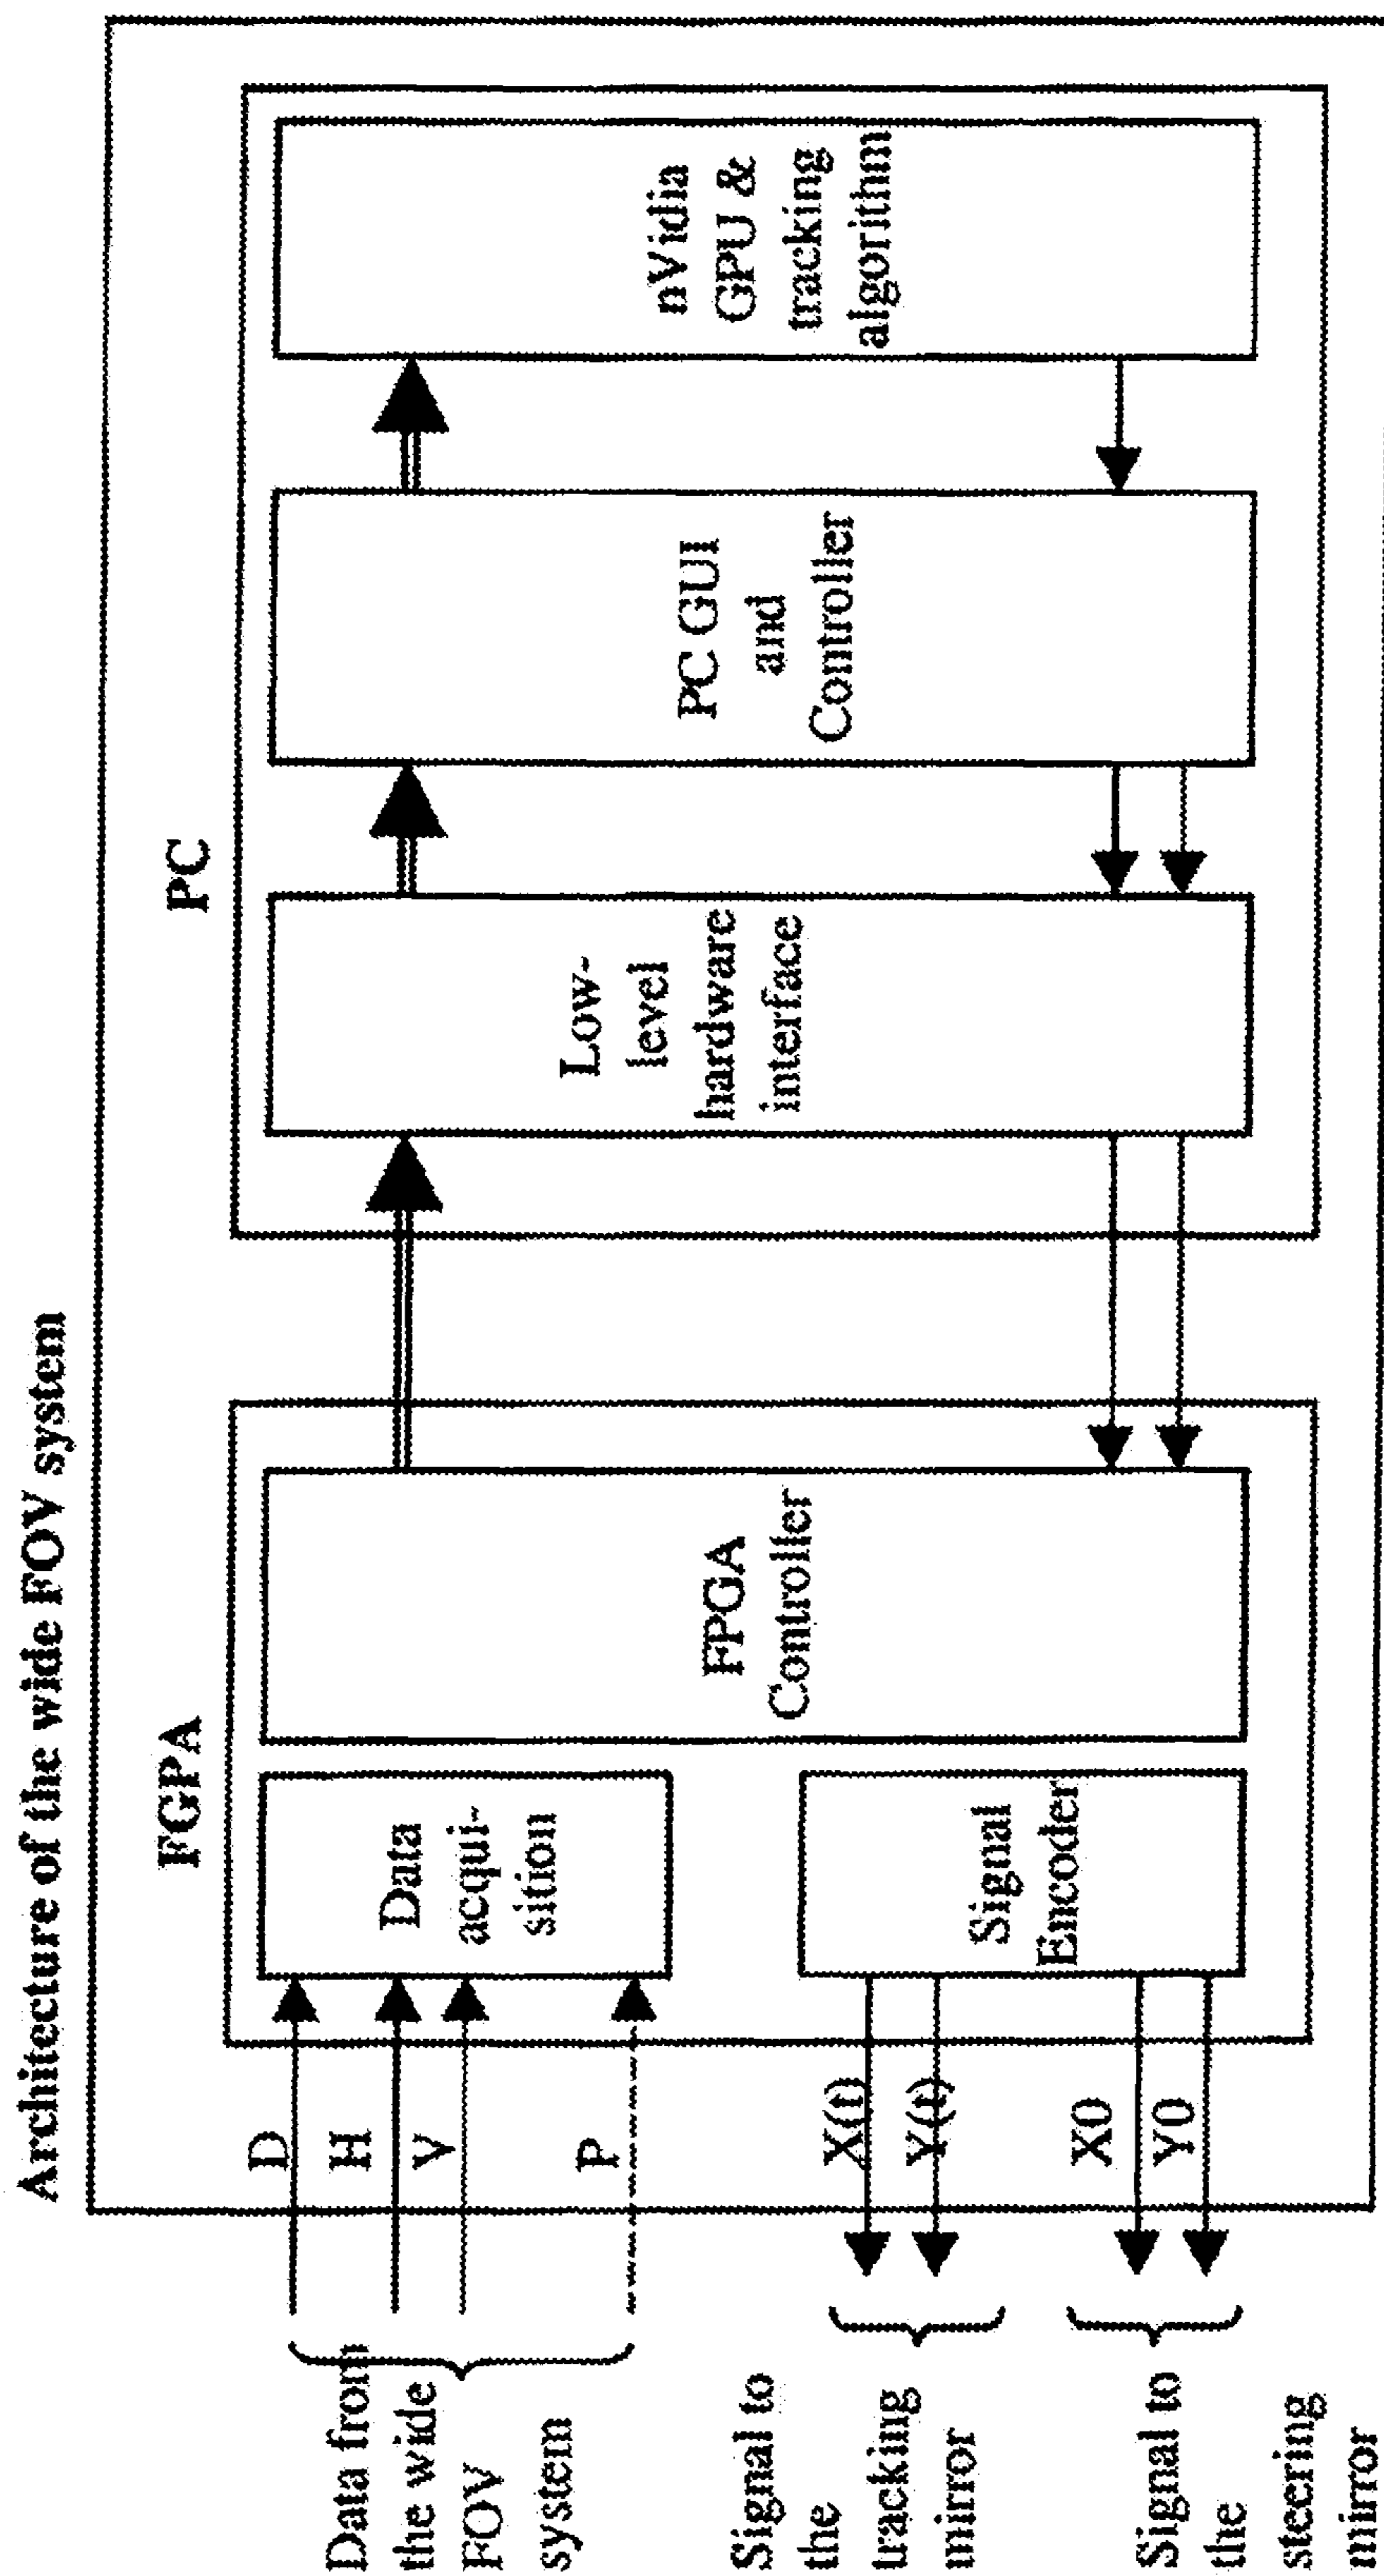 Architecture of the wide FOV system
FGPA
PC
Data from
the wide
FOV
system
D
H
V
P
Data
acqui-
sition
FPGA
Controller
Low-
level
hardware
interface
PC GUI
and
Controller
nVidia
GPU &
tracking
algorithm
Signal to
the
tracking
mirror
X(t)
Y(t)
Signal
Encoder
Signal to
the
steering
mirror
X0
Y0